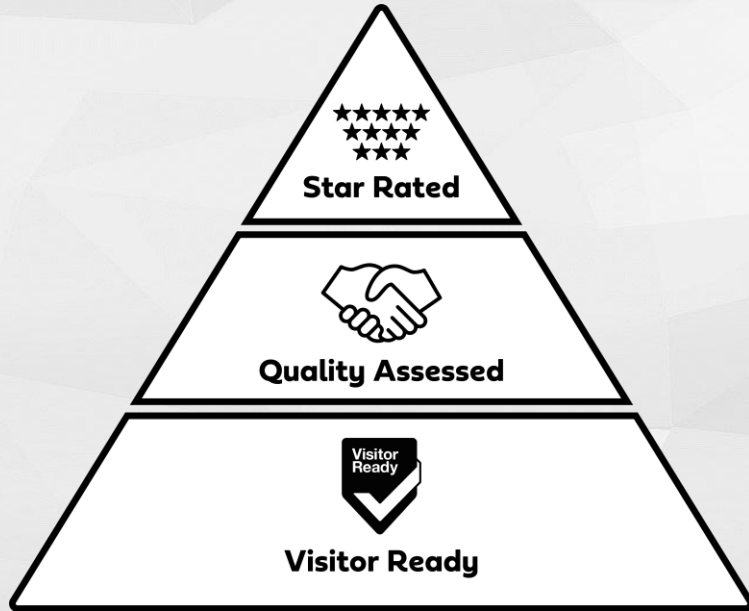 Star Rated
Quality Assessed
Visitor
Ready
Visitor Ready